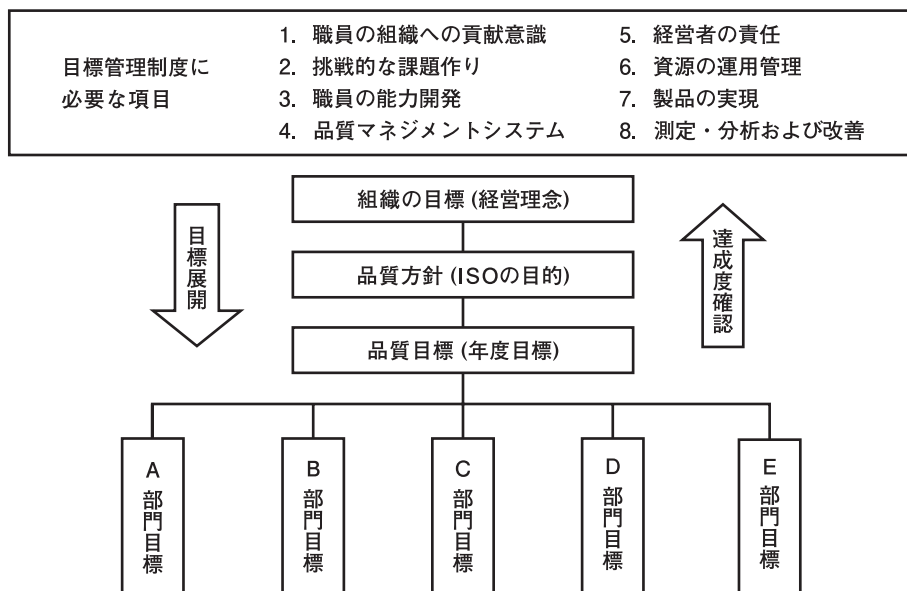 目標管理制度に
必要な項目
1. 職員の組織への貢献意識
2. 挑戦的な課題作り
3. 職員の能力開発
4. 品質マネジメントシステム
5. 経営者の責任
6. 資源の運用管理
7. 製品の実現
8. 測定・分析および改善
組織の目標 (経営理念)
目標展開
達成度確認
品質方針 (ISOの目的)
品質目標 (年度目標)
A部門目標
B部門目標
C部門目標
D部門目標
E部門目標